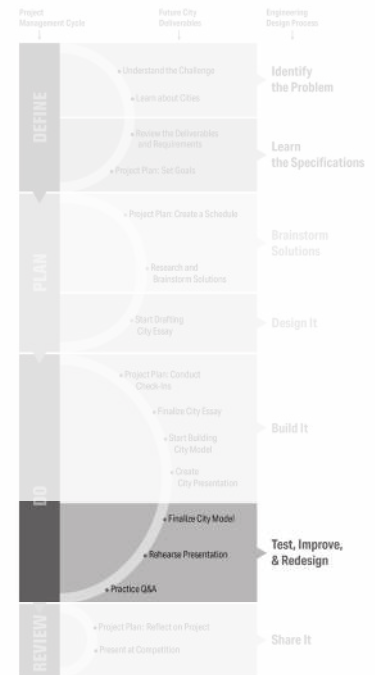 Project
Management Cycle
Future City
Deliverables
Engineering
Design Process
DEFINE
Understand the Challenge
Learn about Cities
Identify
the Problem
Review the Deliverables
and Requirements
Project Plan: Set Goals
Learn
the Specifications
PLAN
Project Plan: Create a Schedule
Research and
Brainstorm Solutions
Brainstorm
Solutions
Start Drafting
City Essay
Design It
DO
Project Plan: Conduct
Check-Ins
Finalize City Essay
Start Building
City Model
Create
City Presentation
Build It
Finalize City Model
Rehearse Presentation
Practice Q&A
Test, Improve,
& Redesign
REVIEW
Project Plan: Reflect on Project
Present at Competition
Share It